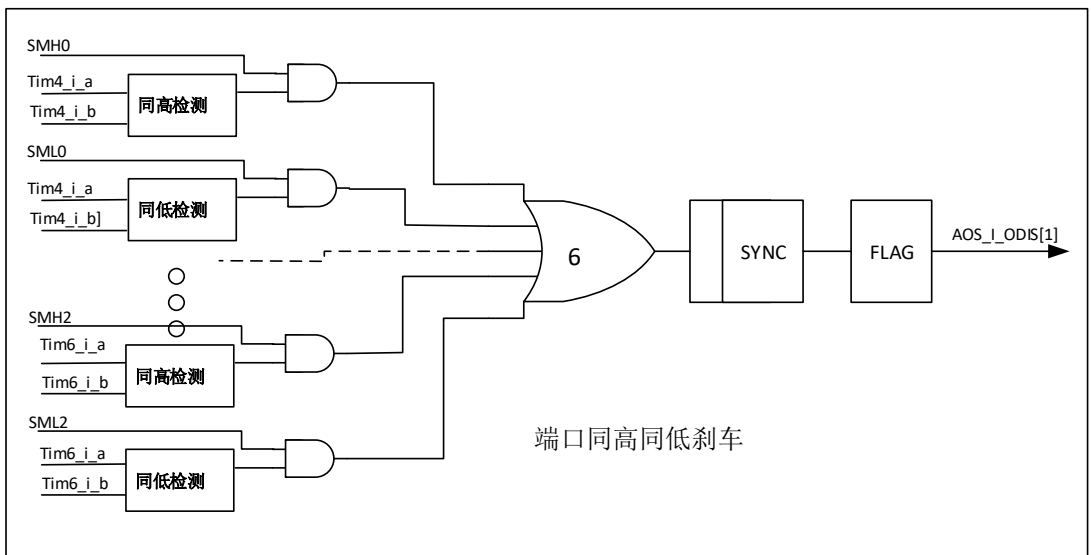 SMH0
Tim4_i_a
同高检测
Tim4_i_b
SML0
Tim4_i_a
同低检测
Tim4_i_b]
6
SYNC
FLAG
AOS_I_ODIS[1]
SMH2
Tim6_i_a
同高检测
Tim6_i_b
SML2
Tim6_i_a
同低检测
Tim6_i_b
端口同高同低刹车